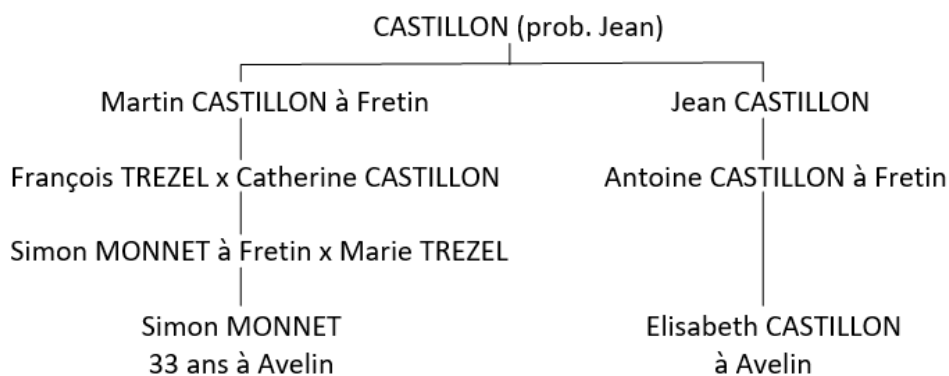 CASTILLON (prob. Jean)
Martin CASTILLON à Fretin
Jean CASTILLON
François TREZEL x Catherine CASTILLON
Antoine CASTILLON à Fretin
Simon MONNET à Fretin x Marie TREZEL
Simon MONNET
33 ans à Avelin
Elisabeth CASTILLON
à Avelin